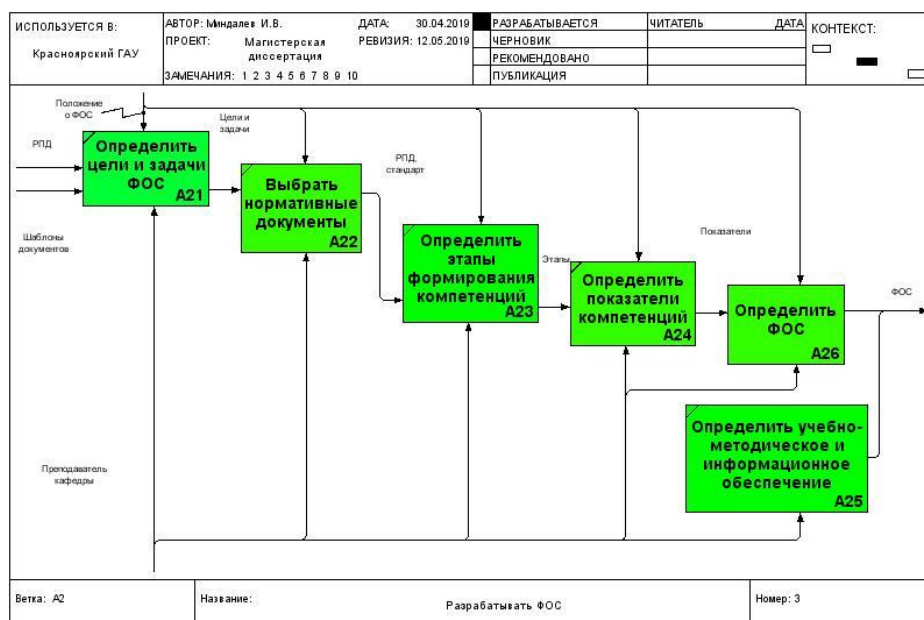 ИСПОЛЬЗУЕТСЯ В:
Красноярский ГАУ
АВТОР: Миндалев И.В.
ДАТА: 30.04.2019
ПРОЕКТ: Магистерская
диссертация
РЕВИЗИЯ: 12.05.2019
ЗАМЕЧАНИЯ: 1 2 3 4 5 6 7 8 9 10
РАЗРАБАТЫВАЕТСЯ
ЧЕРНОВИК
РЕКОМЕНДОВАНО
ПУБЛИКАЦИЯ
ЧИТАТЕЛЬ
ДАТА
КОНТЕКСТ:
Положение
о ФОС
Цели и
задачи
РПД
Определить
цели и задачи
ФОС
A21
Выбрать
нормативные
документы
A22
РПД,
стандарт
Шаблоны
документов
Определить
этапы
формирования
компетенций
A23
Этапы
Показатели
Определить
показатели
компетенций
A24
Определить
ФОС
A26
ФОС
Определить учебно-
методическое и
информационное
обеспечение
A25
Преподаватель
кафедры
Ветка: A2
Название:
Разрабатывать ФОС
Номер: 3